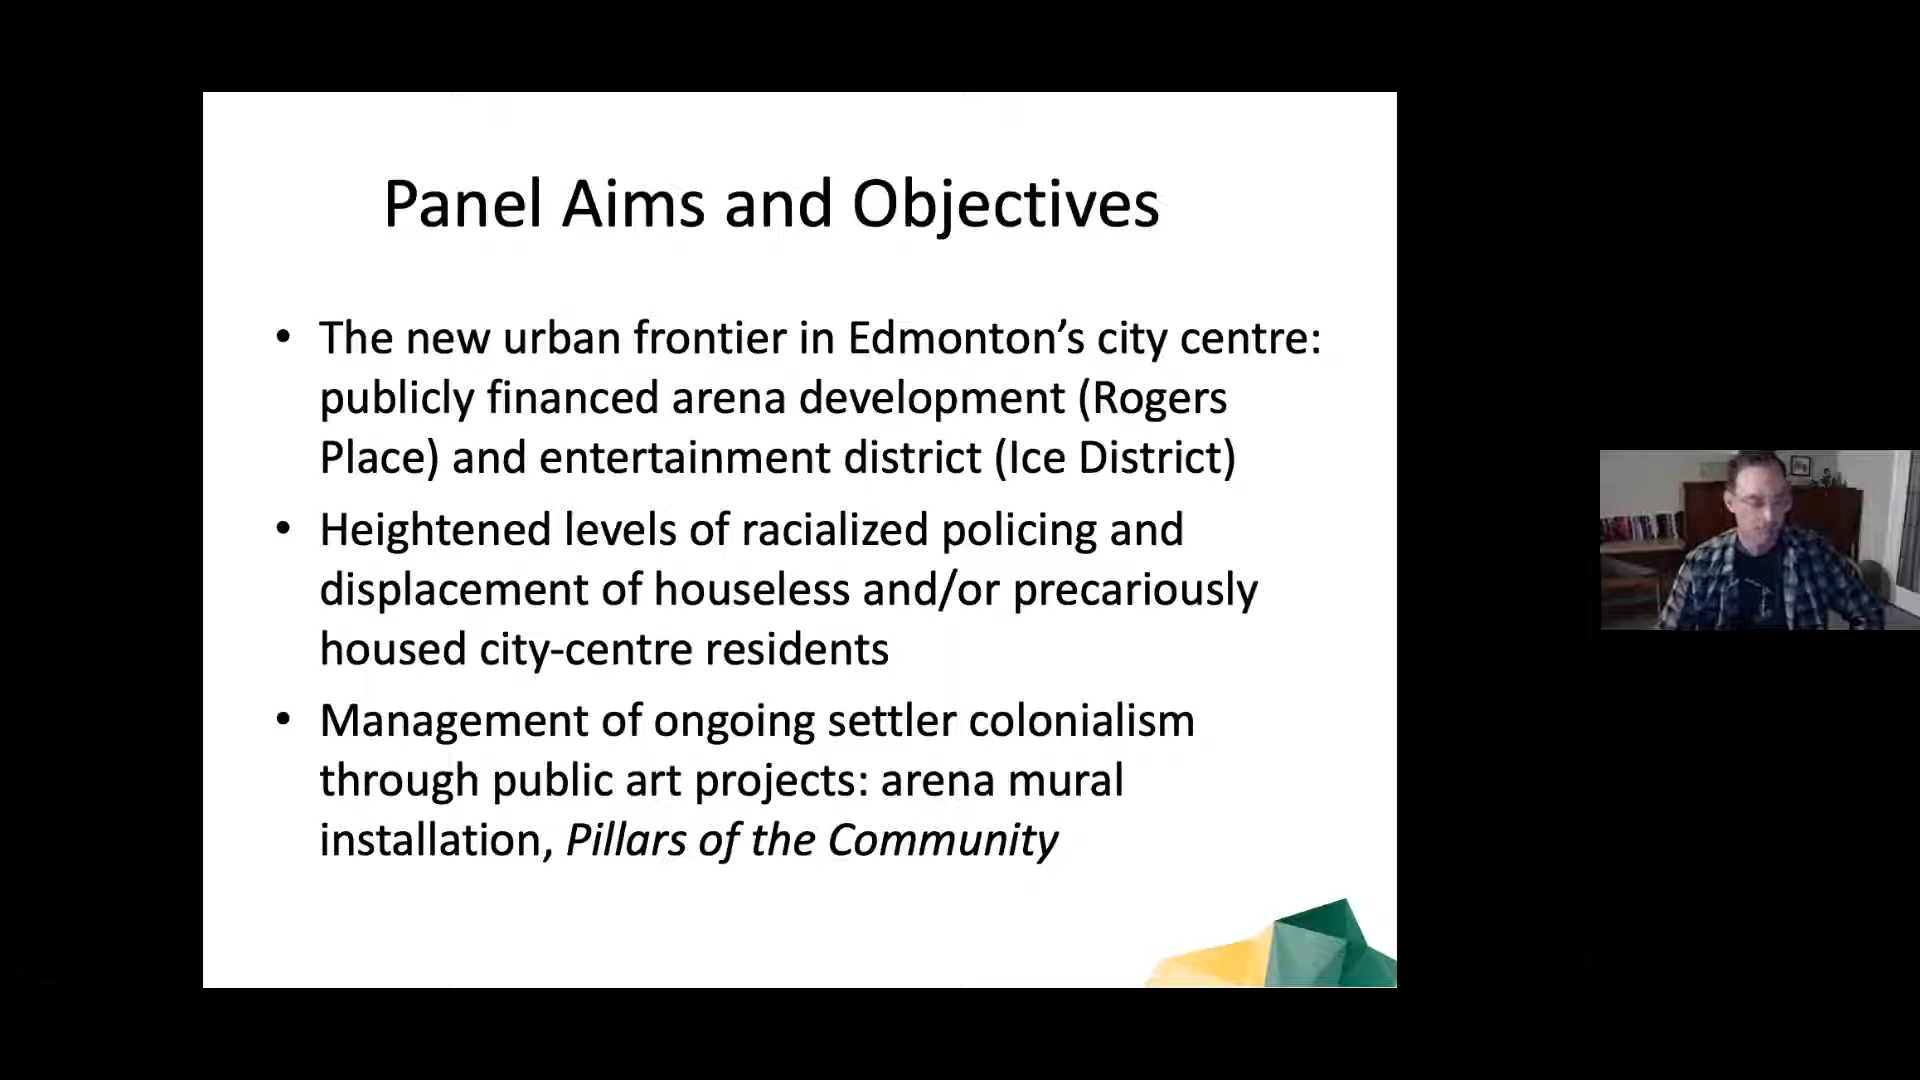 Panel Aims and Objectives
• The new urban frontier in Edmonton’s city centre:
publicly financed arena development (Rogers
Place) and entertainment district (Ice District)
• Heightened levels of racialized policing and
displacement of houseless and/or precariously
housed city-centre residents
• Management of ongoing settler colonialism
through public art projects: arena mural
installation, Pillars of the Community